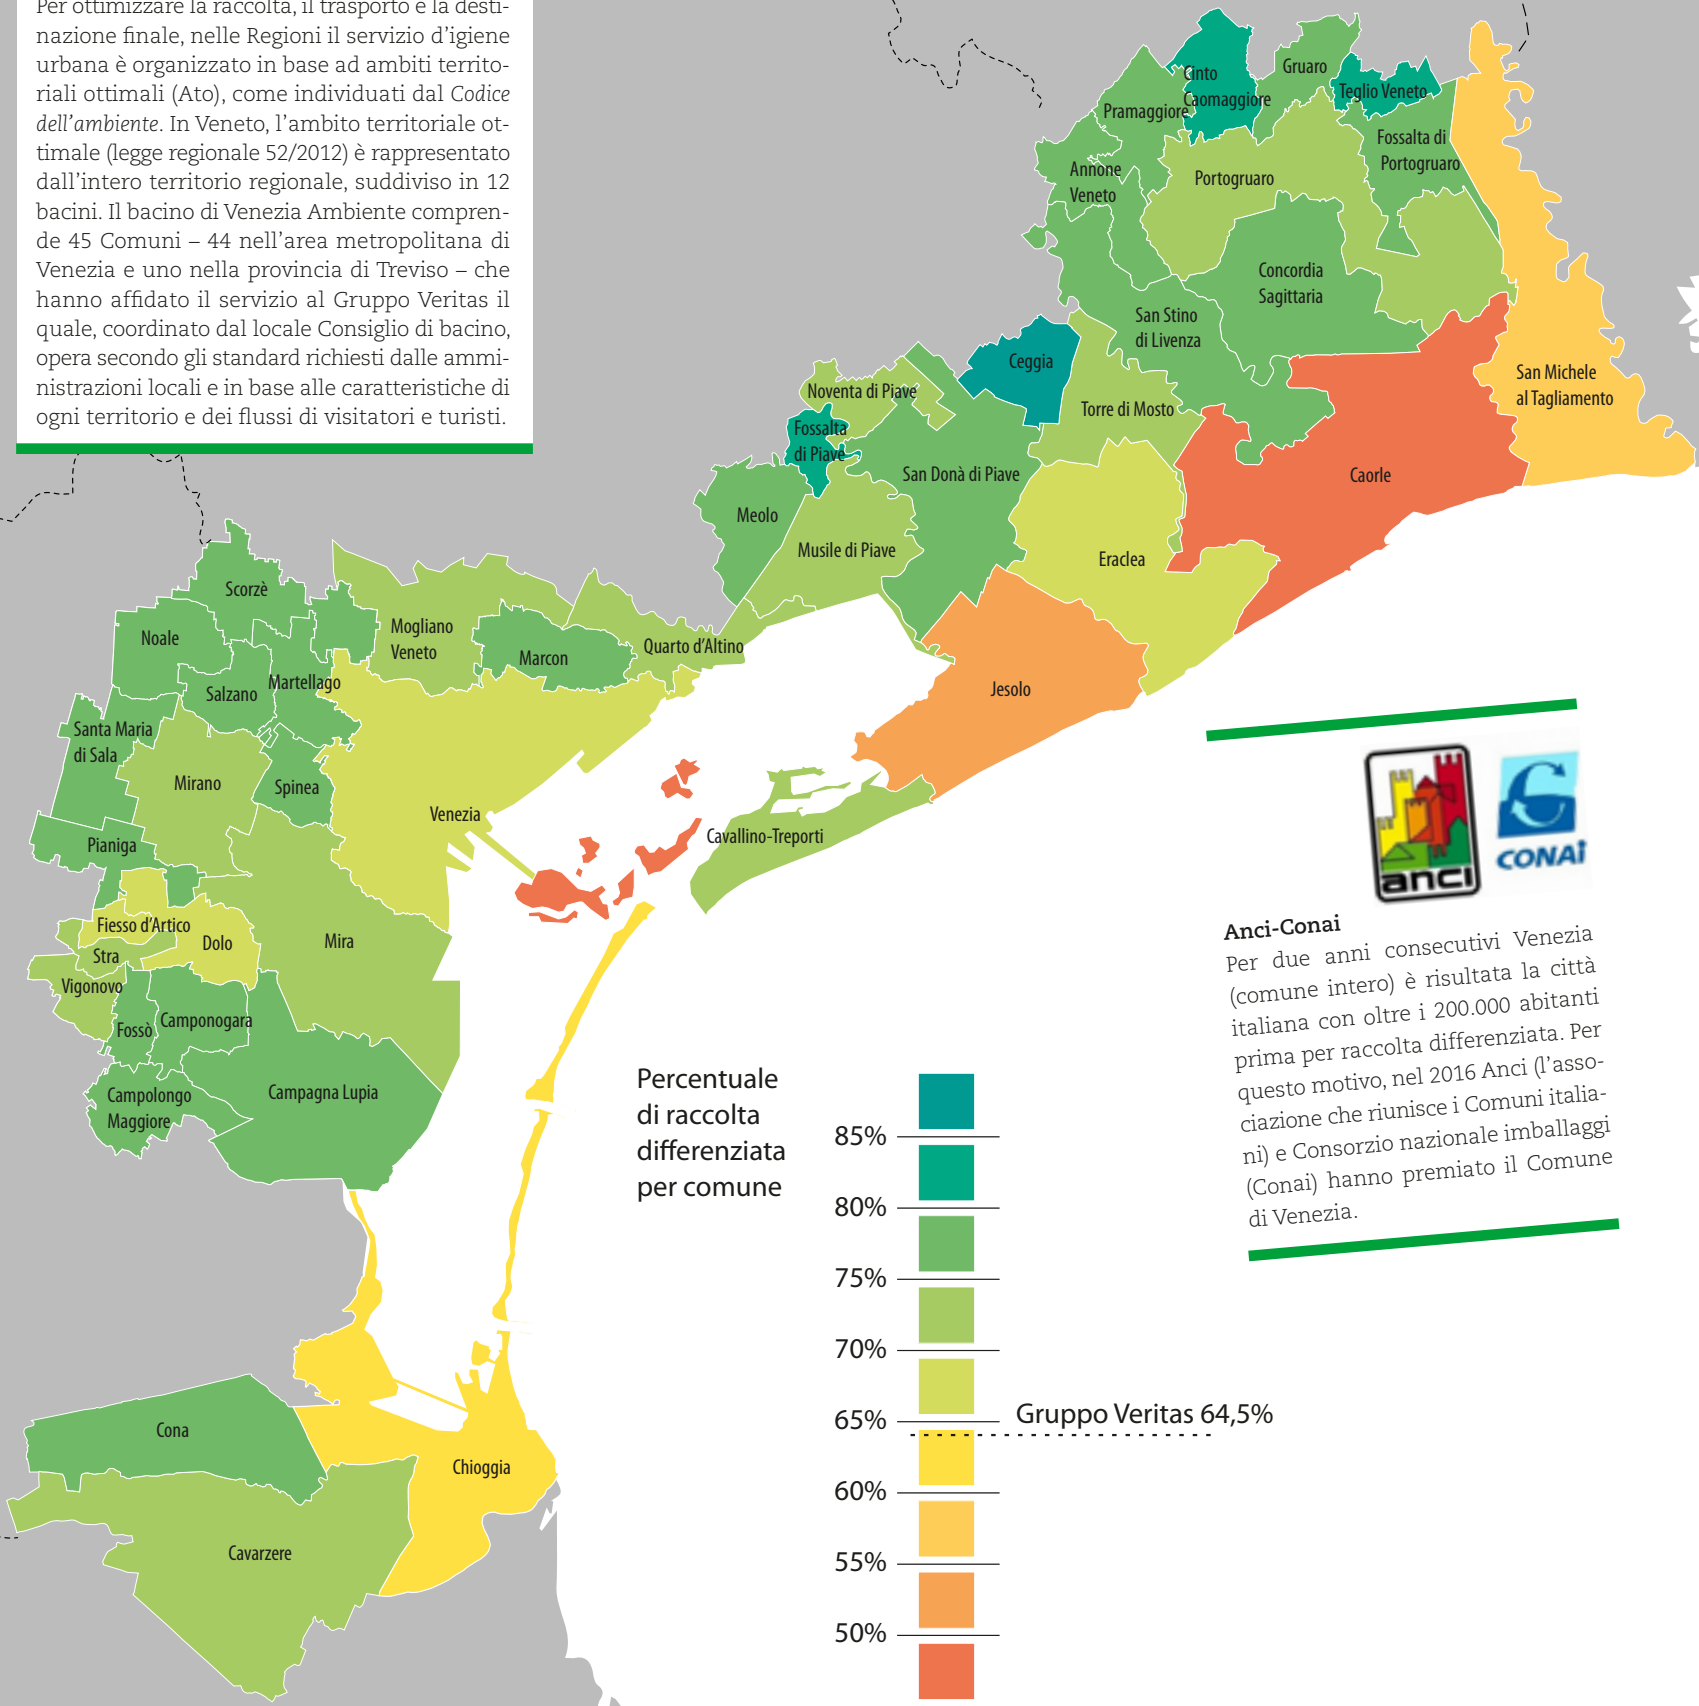 Per ottimizzare la raccolta, il trasporto e la desti-
nazione finale, nelle Regioni il servizio d'igiene
urbana è organizzato in base ad ambiti territo-
riali ottimali (Ato), come individuati dal Codice
dell'ambiente. In Veneto, l'ambito territoriale ot-
timale (legge regionale 52/2012) è rappresentato
dall'intero territorio regionale, suddiviso in 12
bacini. Il bacino di Venezia Ambiente compren-
de 45 Comuni – 44 nell'area metropolitana di
Venezia e uno nella provincia di Treviso – che
hanno affidato il servizio al Gruppo Veritas il
quale, coordinato dal locale Consiglio di bacino,
opera secondo gli standard richiesti dalle ammi-
nistrazioni locali e in base alle caratteristiche di
ogni territorio e dei flussi di visitatori e turisti.
Cinto
Caomaggiore
Gruaro
Teglio Veneto
Pramaggiore
Fossalta di
Portogruaro
Annone
Veneto
Portogruaro
Concordia
Sagittaria
San Stino
di Livenza
San Michele
al Tagliamento
Ceggia
Noventa di Piave
Torre di Mosto
Fossalta
di Piave
San Donà di Piave
Caorle
Meolo
Musile di Piave
Eraclea
Scorzè
Noale
Mogliano
Veneto
Marcon
Quarto d'Altino
Jesolo
Salzano
Martellago
Santa Maria
di Sala
Mirano
Spinea
Venezia
Cavallino-Treporti
Pianiga
Fiesso d'Artico
Dolo
Mira
Stra
Vigonovo
Fossò
Camponogara
Campolongo
Maggiore
Campagna Lupia
Cona
Chioggia
Cavarzere
Percentuale
di raccolta
differenziata
per comune
85%
80%
75%
70%
65%
Gruppo Veritas 64,5%
60%
55%
50%
anci
CONAI
Anci-Conai
Per due anni consecutivi Venezia
(comune intero) è risultata la città
italiana con oltre i 200.000 abitanti
prima per raccolta differenziata. Per
questo motivo, nel 2016 Anci (l'asso-
ciazione che riunisce i Comuni italia-
ni) e Consorzio nazionale imballaggi
(Conai) hanno premiato il Comune
di Venezia.